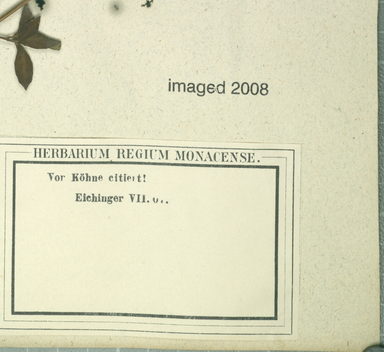 imaged 2008
HERBARIUM REGIUM MONACENSE.
Vor Köhne citiert!
Eichinger VII.